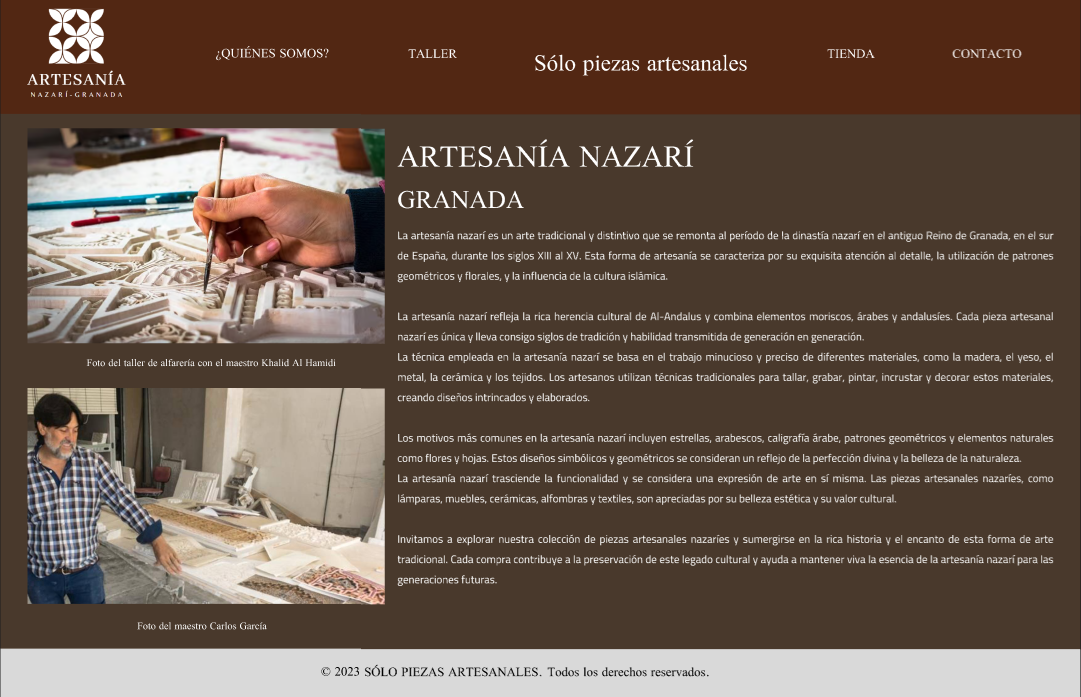 ARTESANÍA
NAZARÍ-GRANADA
¿QUIÉNES SOMOS?
TALLER
Sólo piezas artesanales
TIENDA
CONTACTO
Foto del taller de alfarería con el maestro Khalid Al Hamidi
Foto del maestro Carlos García
ARTESANÍA NAZARÍ
GRANADA
La artesanía nazarí es un arte tradicional y distintivo que se remonta al período de la dinastía nazarí en el antiguo Reino de Granada, en el sur
de España, durante los siglos XIII al XV. Esta forma de artesanía se caracteriza por su exquisita atención al detalle, la utilización de patrones
geométricos y florales, y la influencia de la cultura islámica.
La artesanía nazarí refleja la rica herencia cultural de Al-Andalus y combina elementos moriscos, árabes y andalusíes. Cada pieza artesanal
nazarí es única y lleva consigo siglos de tradición y habilidad transmitida de generación en generación.
La técnica empleada en la artesanía nazarí se basa en el trabajo minucioso y preciso de diferentes materiales, como la madera, el yeso, el
metal, la cerámica y los tejidos. Los artesanos utilizan técnicas tradicionales para tallar, grabar, pintar, incrustar y decorar estos materiales,
creando diseños intrincados y elaborados.
Los motivos más comunes en la artesanía nazarí incluyen estrellas, arabescos, caligrafía árabe, patrones geométricos y elementos naturales
como flores y hojas. Estos diseños simbólicos y geométricos se consideran un reflejo de la perfección divina y la belleza de la naturaleza.
La artesanía nazarí trasciende la funcionalidad y se considera una expresión de arte en sí misma. Las piezas artesanales nazaríes, como
lámparas, muebles, cerámicas, alfombras y textiles, son apreciadas por su belleza estética y su valor cultural.
Invitamos a explorar nuestra colección de piezas artesanales nazaríes y sumergirse en la rica historia y el encanto de esta forma de arte
tradicional. Cada compra contribuye a la preservación de este legado cultural y ayuda a mantener viva la esencia de la artesanía nazarí para las
generaciones futuras.
© 2023 SÓLO PIEZAS ARTESANALES. Todos los derechos reservados.